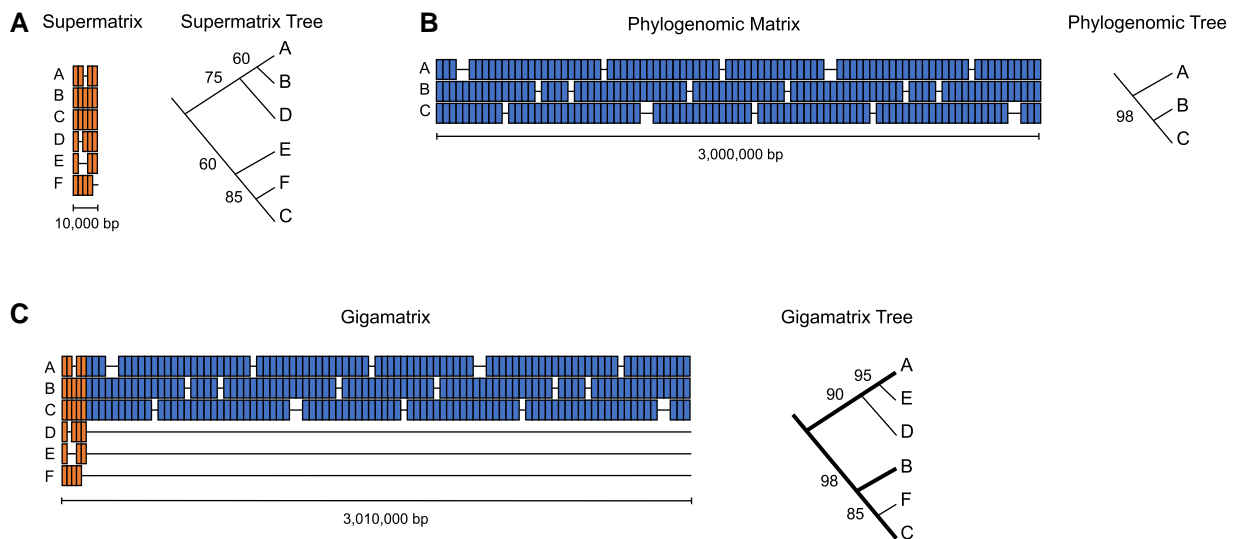 A Supermatrix Supermatrix Tree
A
B
C
D
E
F
10,000 bp
60
75
60
85
A
B
D
E
F
C
B Phylogenomic Matrix Phylogenomic Tree
A
B
C
3,000,000 bp
98
A
B
C
C Gigamatrix Gigamatrix Tree
A
B
C
D
E
F
3,010,000 bp
95
90
98
85
A
E
D
B
F
C